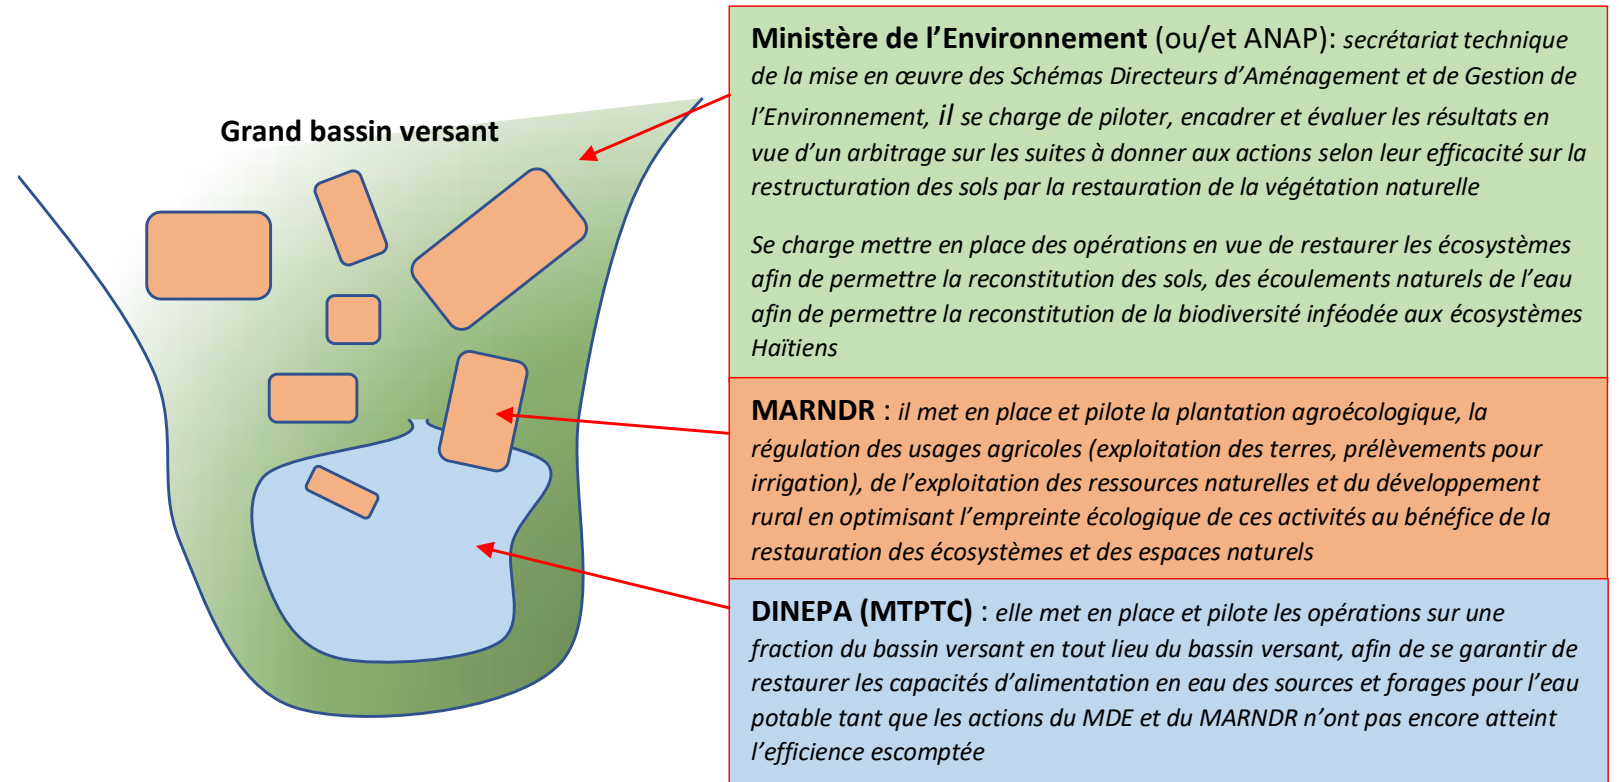 Grand bassin versant
Ministère de l’Environnement (ou/et ANAP): secrétariat technique
de la mise en œuvre des Schémas Directeurs d’Aménagement et de Gestion de
l’Environnement, il se charge de piloter, encadrer et évaluer les résultats en
vue d’un arbitrage sur les suites à donner aux actions selon leur efficacité sur la
restructuration des sols par la restauration de la végétation naturelle
Se charge mettre en place des opérations en vue de restaurer les écosystèmes
afin de permettre la reconstitution des sols, des écoulements naturels de l’eau
afin de permettre la reconstitution de la biodiversité inféodée aux écosystèmes
Haïtiens
MARNDR : il met en place et pilote la plantation agroécologique, la
régulation des usages agricoles (exploitation des terres, prélèvements pour
irrigation), de l’exploitation des ressources naturelles et du développement
rural en optimisant l’empreinte écologique de ces activités au bénéfice de la
restauration des écosystèmes et des espaces naturels
DINEPA (MTPTC) : elle met en place et pilote les opérations sur une
fraction du bassin versant en tout lieu du bassin versant, afin de se garantir de
restaurer les capacités d’alimentation en eau des sources et forages pour l’eau
potable tant que les actions du MDE et du MARNDR n’ont pas encore atteint
l’efficience escomptée